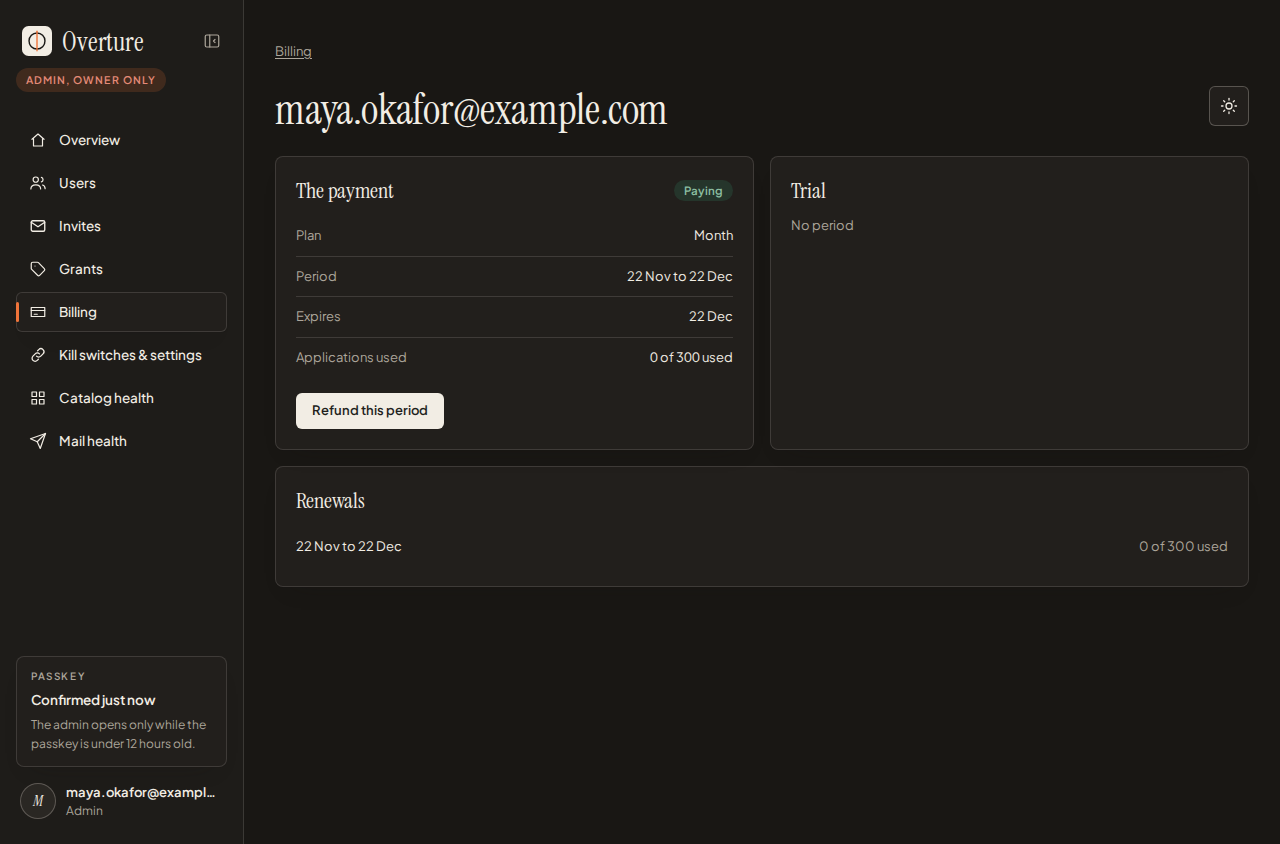 Overture
ADMIN, OWNER ONLY
Overview
Users
Invites
Grants
Billing
Kill switches & settings
Catalog health
Mail health
PASSKEY
Confirmed just now
The admin opens only while the
passkey is under 12 hours old.
M
maya.okafor@exampl…
Admin
Billing
maya.okafor@example.com
The payment
Paying
Plan
Month
Period
22 Nov to 22 Dec
Expires
22 Dec
Applications used
0 of 300 used
Refund this period
Trial
No period
Renewals
22 Nov to 22 Dec
0 of 300 used